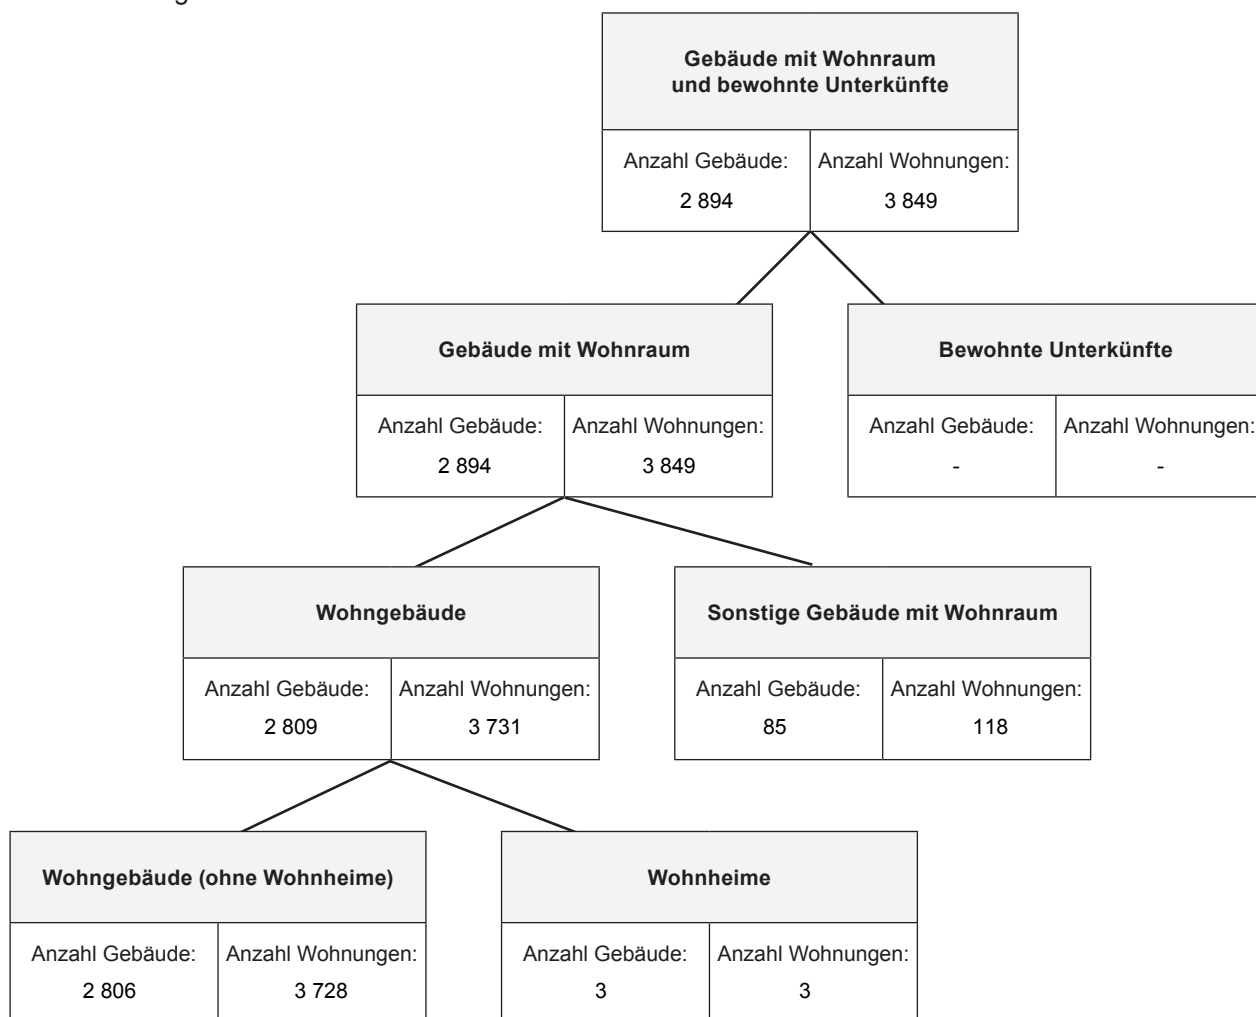 Gebäude mit Wohnraum
und bewohnte Unterkünfte
Anzahl Gebäude: Anzahl Wohnungen:
2 894 3 849
Gebäude mit Wohnraum Bewohnte Unterkünfte
Anzahl Gebäude: Anzahl Wohnungen: Anzahl Gebäude: Anzahl Wohnungen:
2 894 3 849 - -
Wohngebäude Sonstige Gebäude mit Wohnraum
Anzahl Gebäude: Anzahl Wohnungen: Anzahl Gebäude: Anzahl Wohnungen:
2 809 3 731 85 118
Wohngebäude (ohne Wohnheime) Wohnheime
Anzahl Gebäude: Anzahl Wohnungen: Anzahl Gebäude: Anzahl Wohnungen:
2 806 3 728 3 3